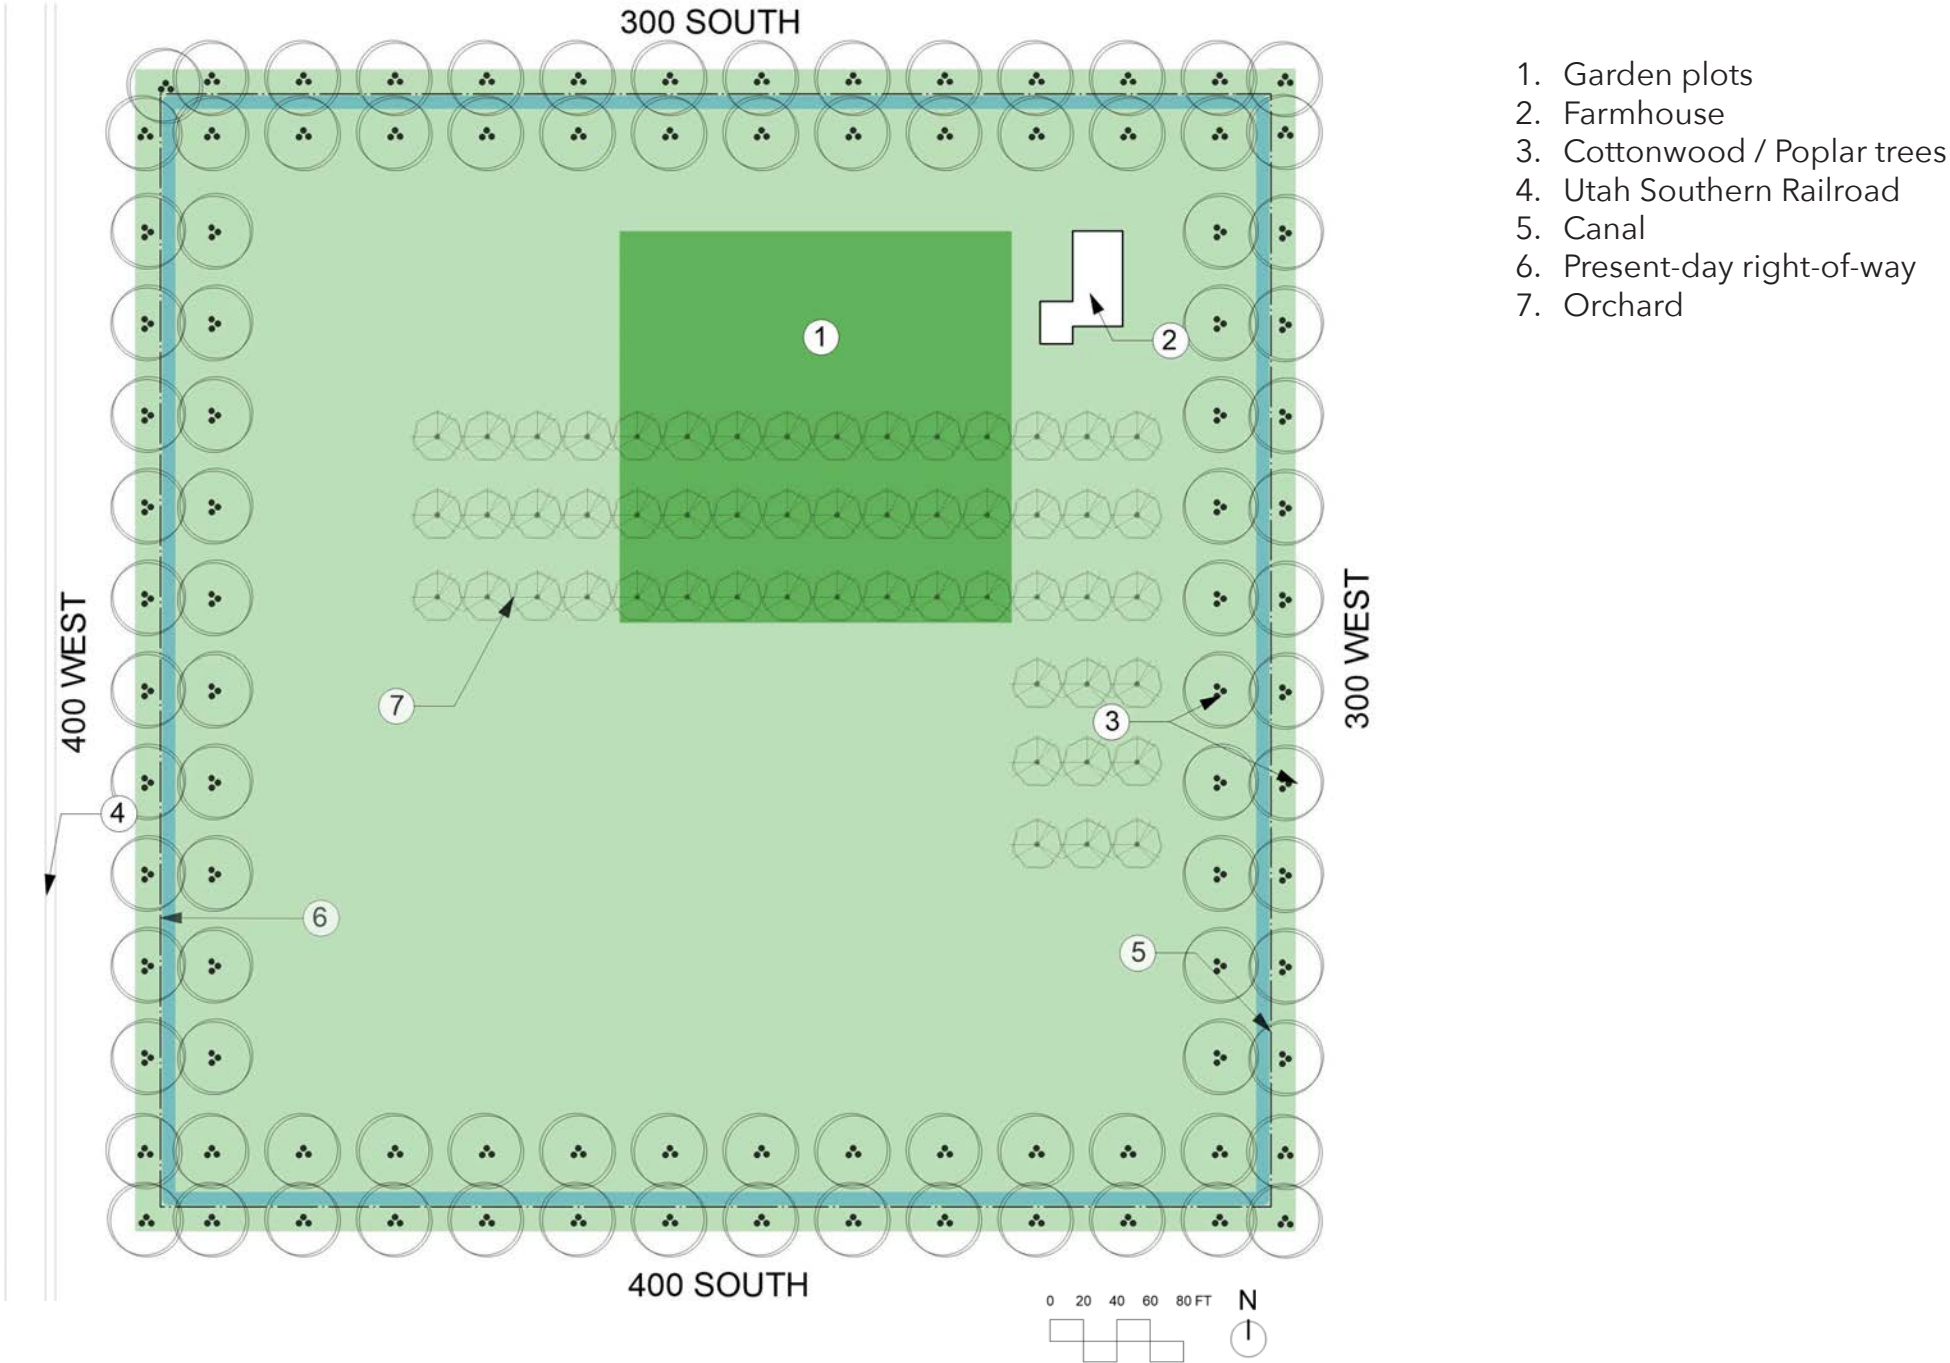 300 SOUTH
1. Garden plots
2. Farmhouse
3. Cottonwood / Poplar trees
4. Utah Southern Railroad
5. Canal
6. Present-day right-of-way
7. Orchard
1
2
400 WEST
300 WEST
7
3
4
6
5
400 SOUTH
0 20 40 60 80 FT
N